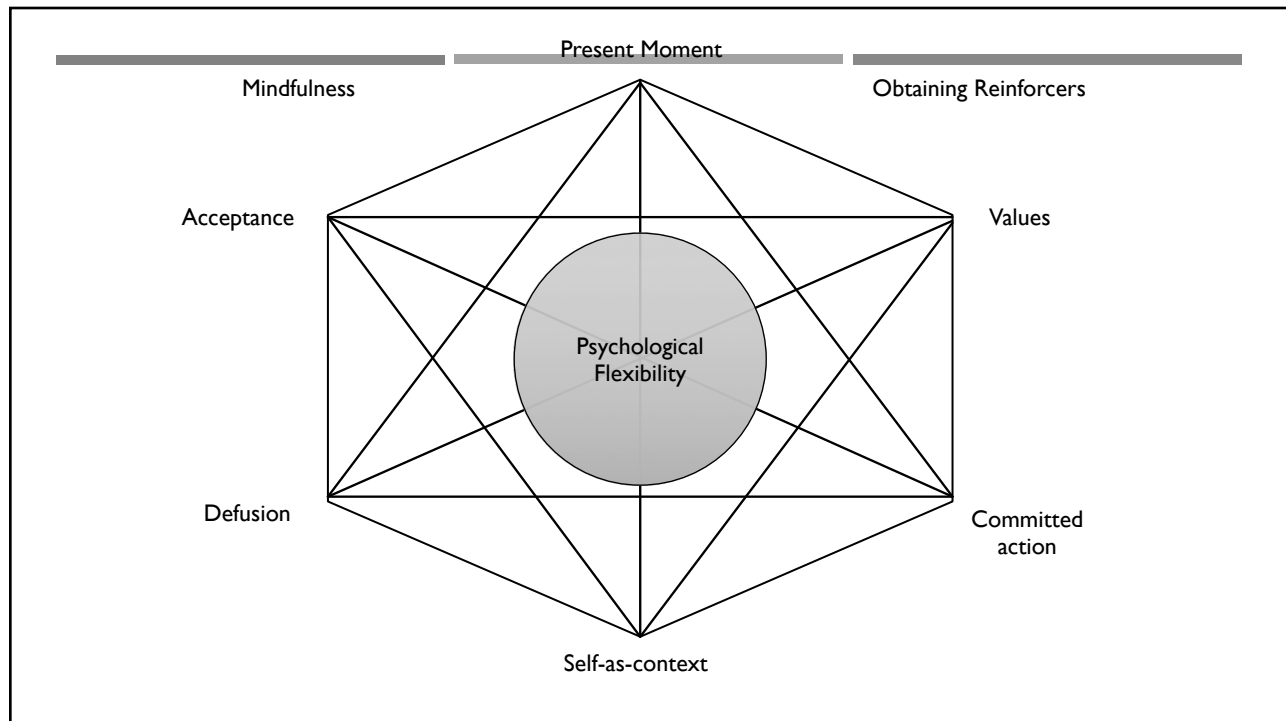 Present Moment
Mindfulness
Obtaining Reinforcers
Acceptance
Values
Psychological
Flexibility
Defusion
Committed
action
Self-as-context